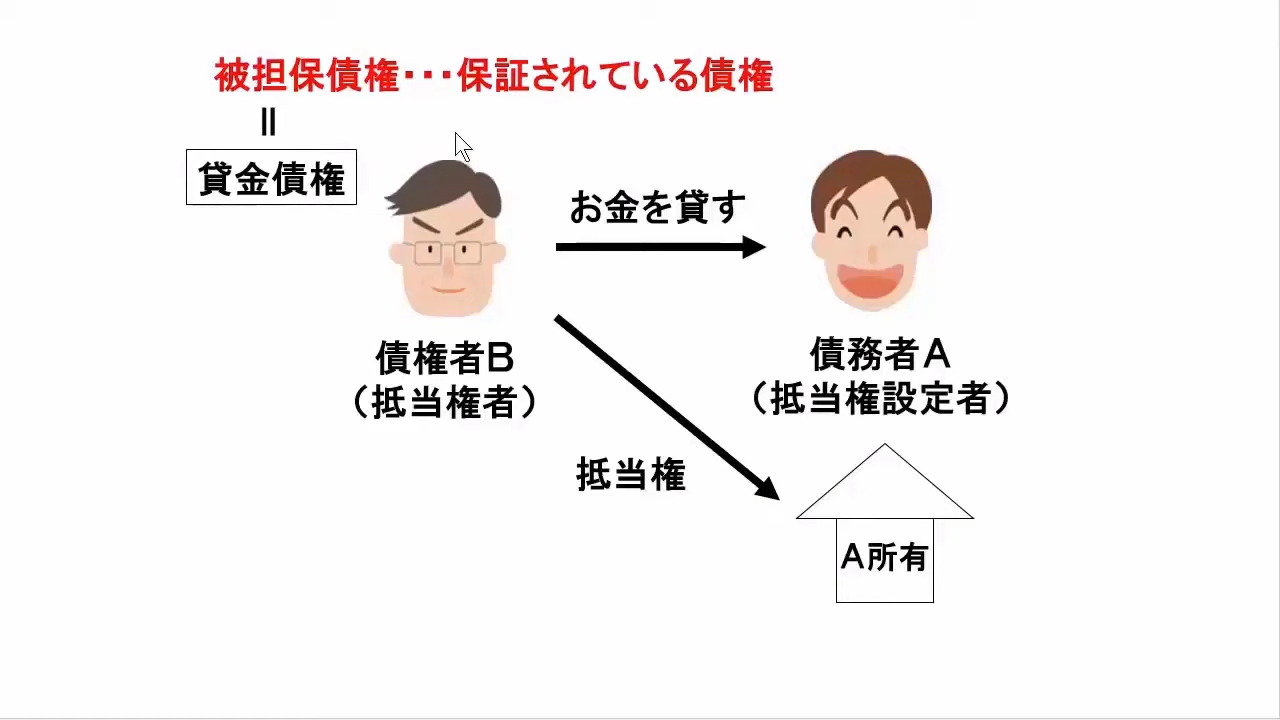 被担保債権･･･保証されている債権
＝
貸金債権
お金を貸す
債権者Ｂ
（抵当権者）
債務者Ａ
（抵当権設定者）
抵当権
Ａ所有